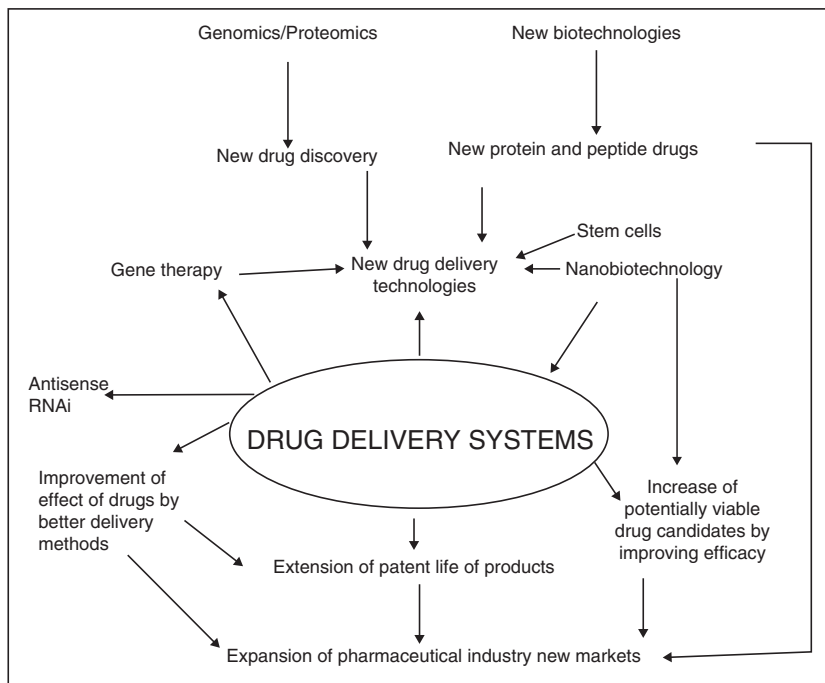 Genomics/Proteomics
New biotechnologies
New drug discovery
New protein and peptide drugs
Stem cells
Gene therapy
New drug delivery
technologies
Nanobiotechnology
Antisense
RNAi
DRUG DELIVERY SYSTEMS
Improvement of
effect of drugs by
better delivery
methods
Increase of
potentially viable
drug candidates by
improving efficacy
Extension of patent life of products
Expansion of pharmaceutical industry new markets